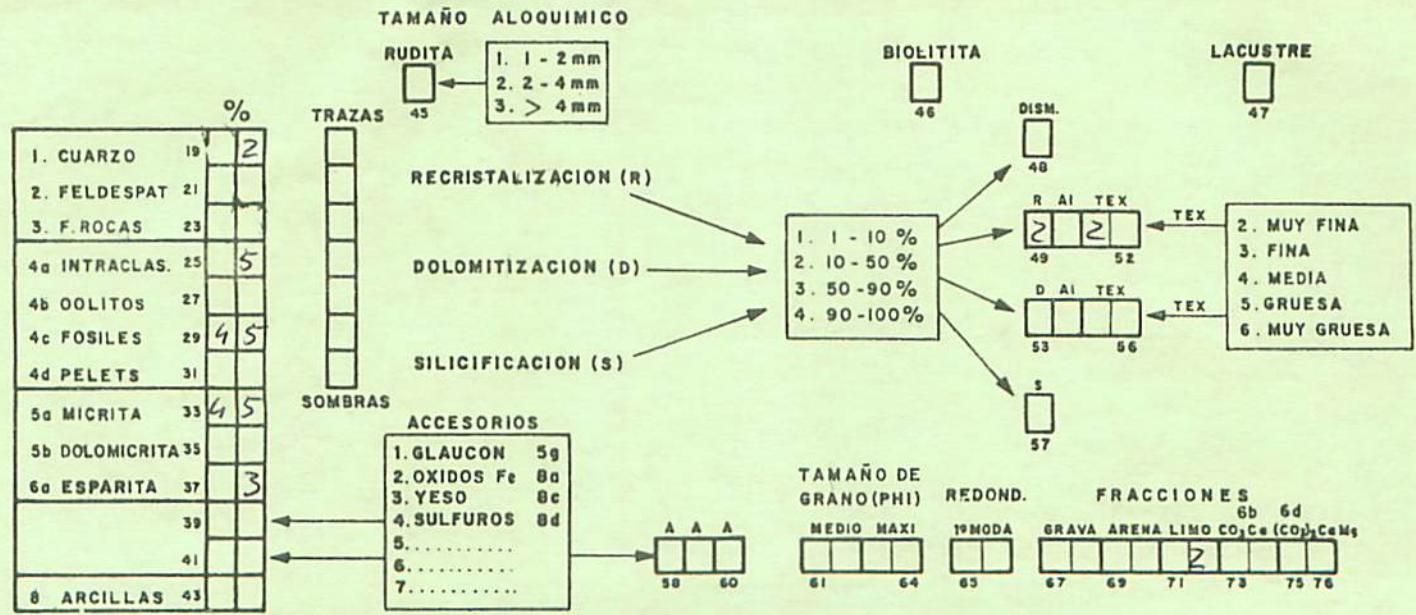 TAMAÑO ALOQUIMICO
RUDITA
45
1. 1 - 2 mm
2. 2 - 4 mm
3. > 4 mm
BIOLITITA
46
LACUSTRE
47
%
1. CUARZO 19 2
2. FELDESPAT 21
3. F. ROCAS 23
4a INTRACLAS. 25 5
4b OOLITOS 27
4c FOSILES 29 4 5
4d PELETS 31
5a MICRITA 33 4 5
5b DOLOMICRITA 35
6a ESPARITA 37 3
39
41
8 ARCILLAS 43
TRAZAS
SOMBRAS
RECRISTALIZACION (R)
DOLOMITIZACION (D)
SILICIFICACION (S)
1. 1 - 10 %
2. 10 - 50 %
3. 50 - 90 %
4. 90 - 100 %
DISM.
48
R AI TEX
2 2
49 52
TEX
D AI TEX
53 56
TEX
S
57
2. MUY FINA
3. FINA
4. MEDIA
5. GRUESA
6. MUY GRUESA
ACCESORIOS
1. GLAUCON 5g
2. OXIDOS Fe 8a
3. YESO 8c
4. SULFUROS 8d
5. . . . . . . . . .
6. . . . . . . . . .
7. . . . . . . . . .
A A A
58 60
TAMAÑO DE
GRANO (PHI)
MEDIO MAXI
61 64
REDOND.
1ª MODA
65
FRACCIONES
6b 6d
GRAVA ARENA LIMO CO3Ca (CO3)2CaMg
2
67 69 71 73 75 76